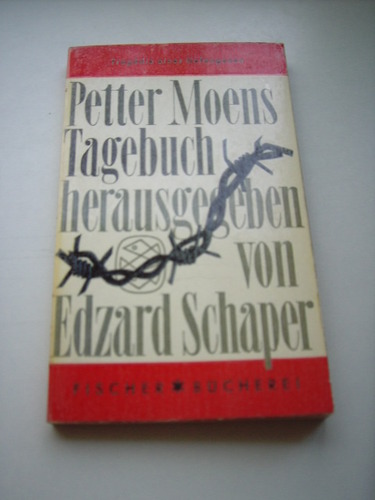 Petter Moens
Tagebuch
herausgegeben
von
Edzard Schaper
FISCHER BÜCHEREI